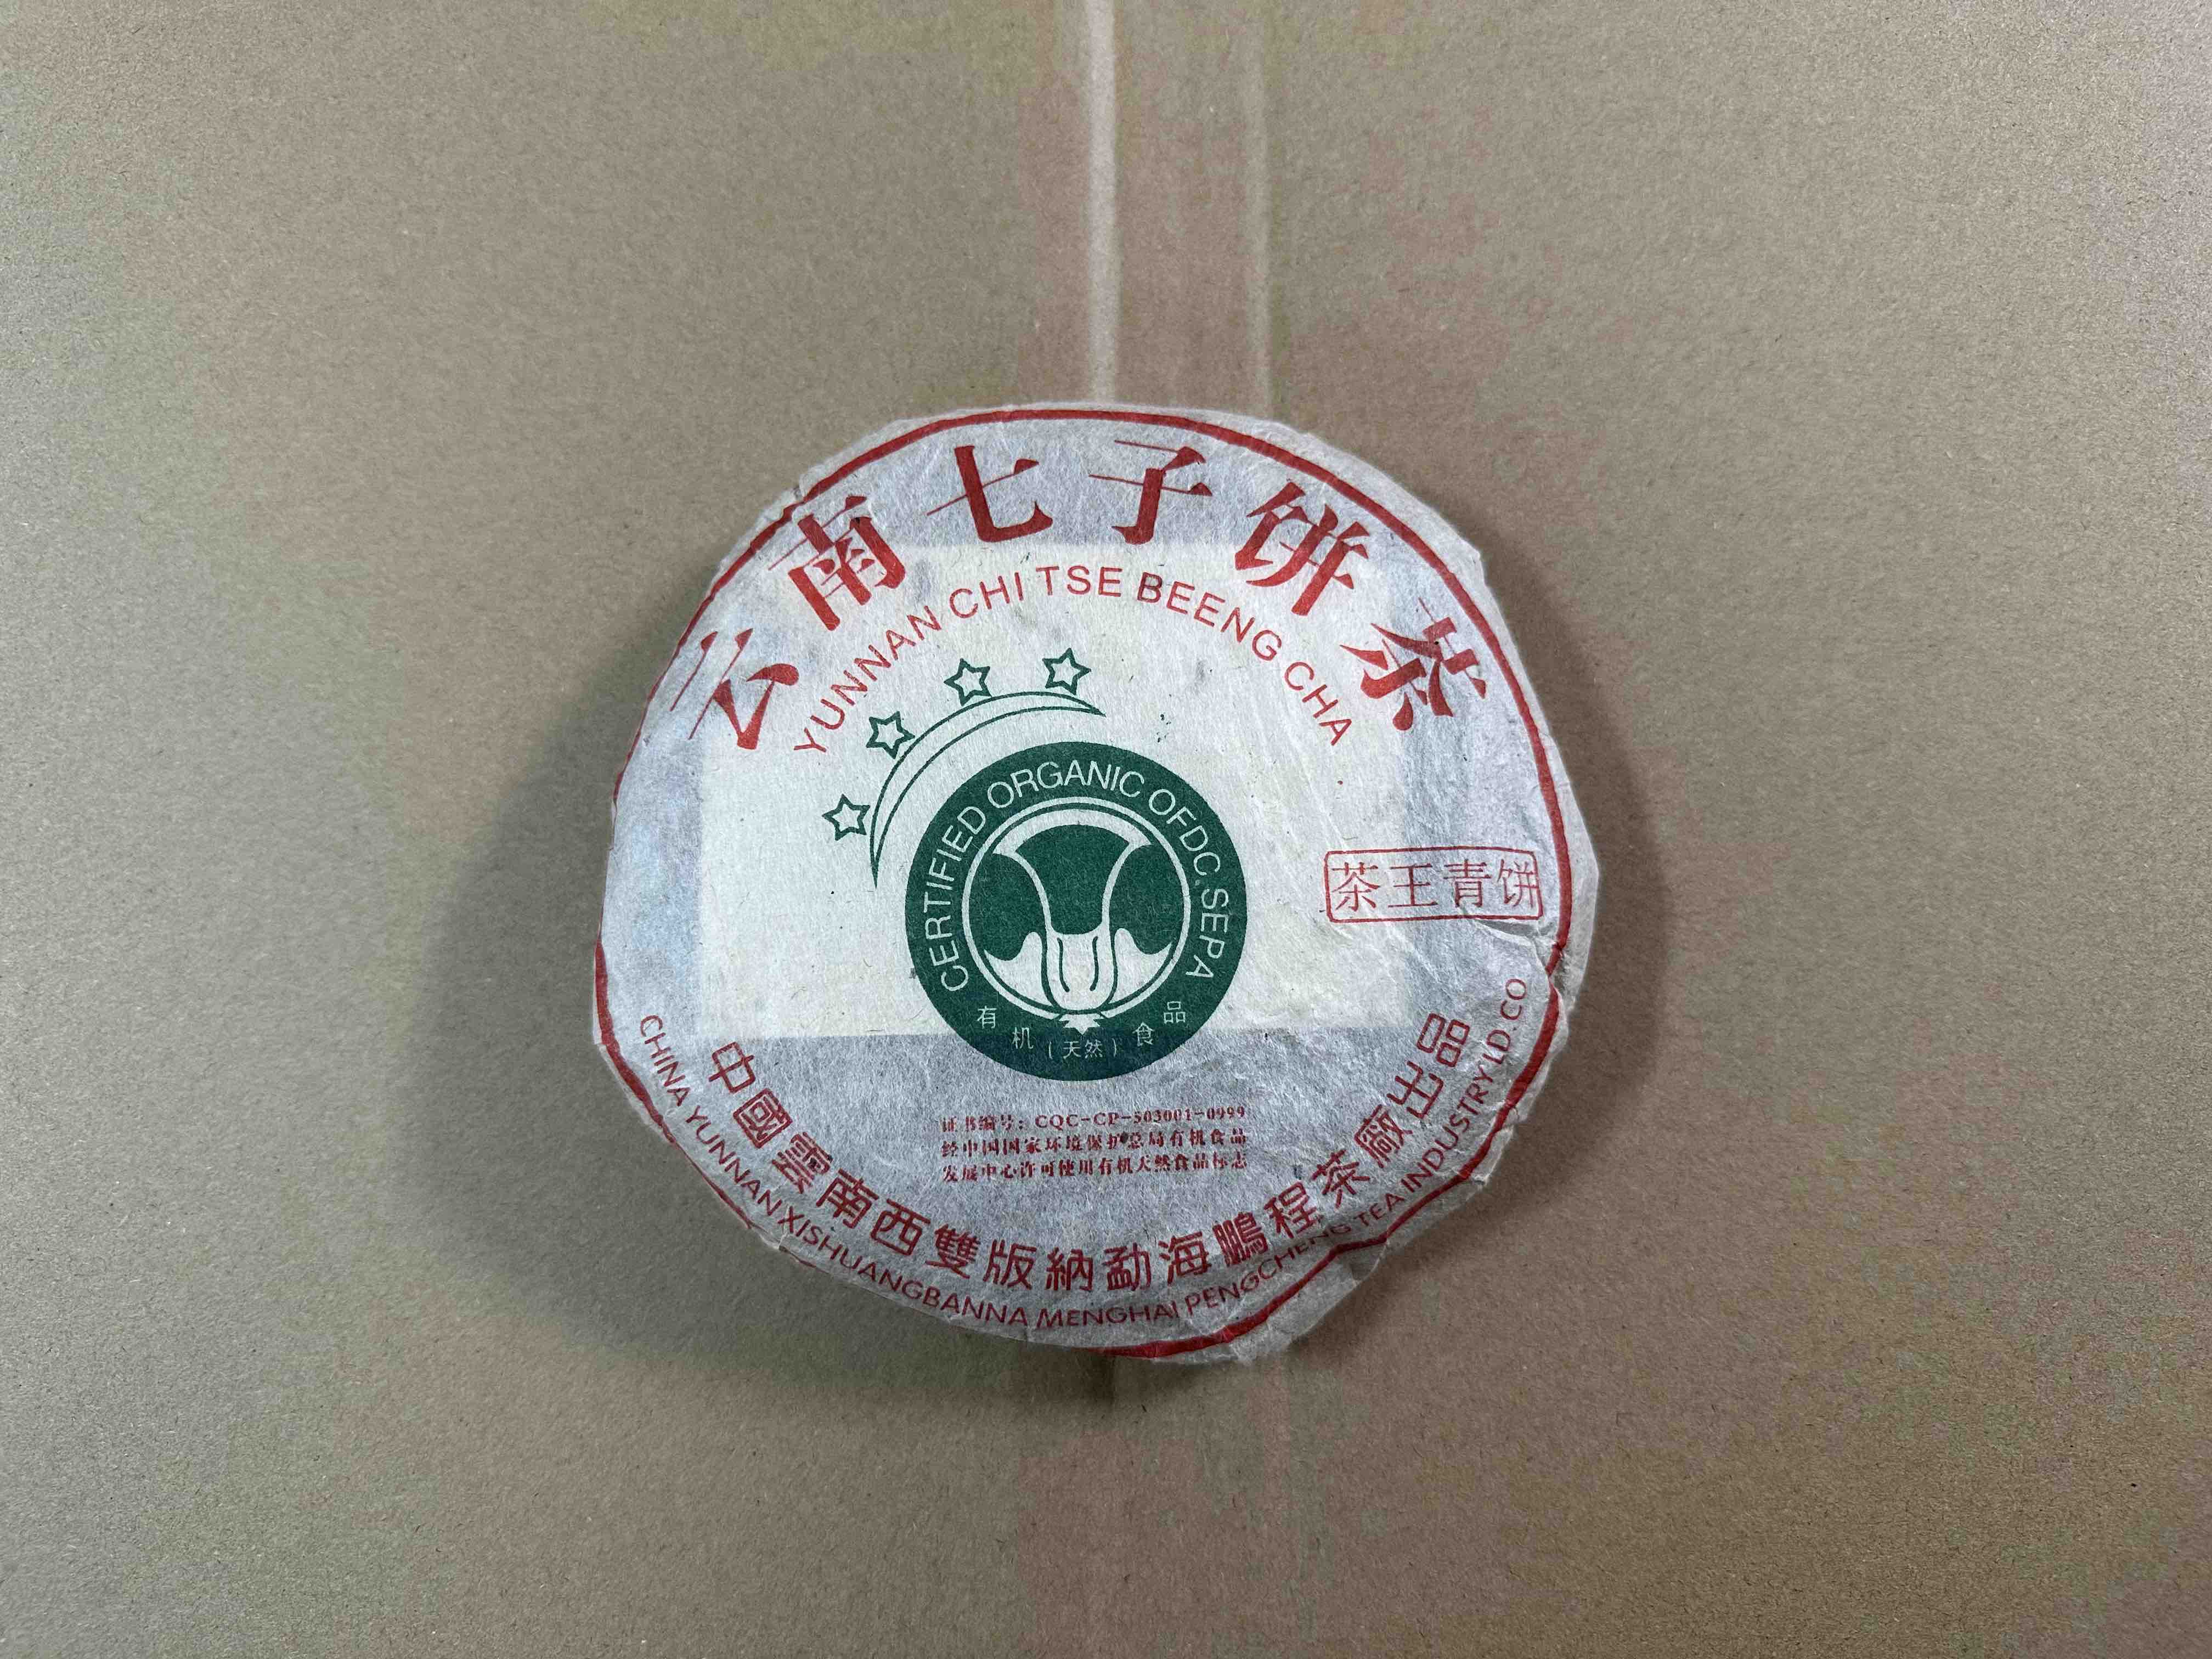 云南七子饼茶
YUNNAN CHI TSE BEENG CHA
CERTIFIED ORGANIC OFDC.SEPA
有机(天然)食品
茶王青饼
证书编号：CQC-CP-503001-0999
经中国国家环境保护总局有机食品
发展中心许可使用有机天然食品标志
中國雲南西雙版納勐海鵬程茶廠出品
CHINA YUNNAN XISHUANGBANNA MENGHAI PENGCHENG TEA INDUSTRY LD.CO